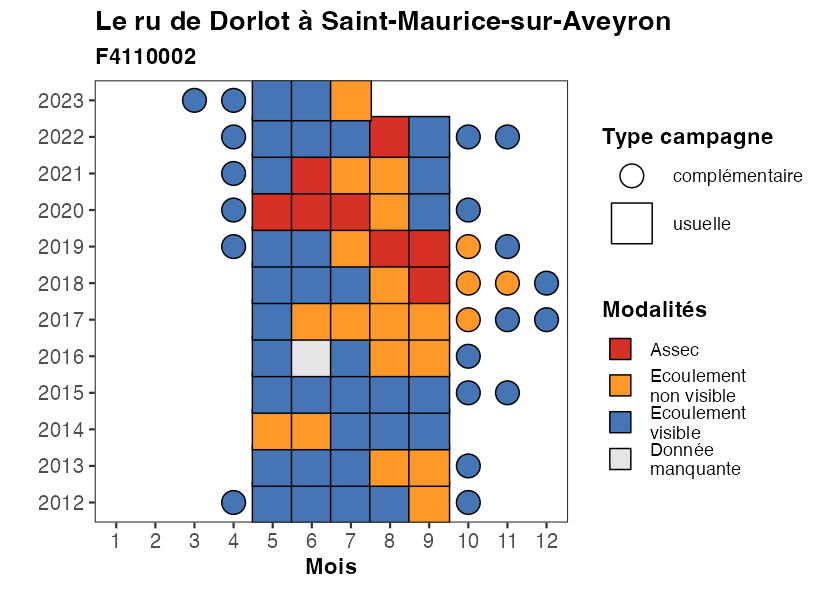 Le ru de Dorlot à Saint-Maurice-sur-Aveyron
F4110002
2023
2022
2021
2020
2019
2018
2017
2016
2015
2014
2013
2012
1 2 3 4 5 6 7 8 9 10 11 12
Mois
Type campagne
complémentaire
usuelle
Modalités
Assec
Ecoulement
non visible
Ecoulement
visible
Donnée
manquante